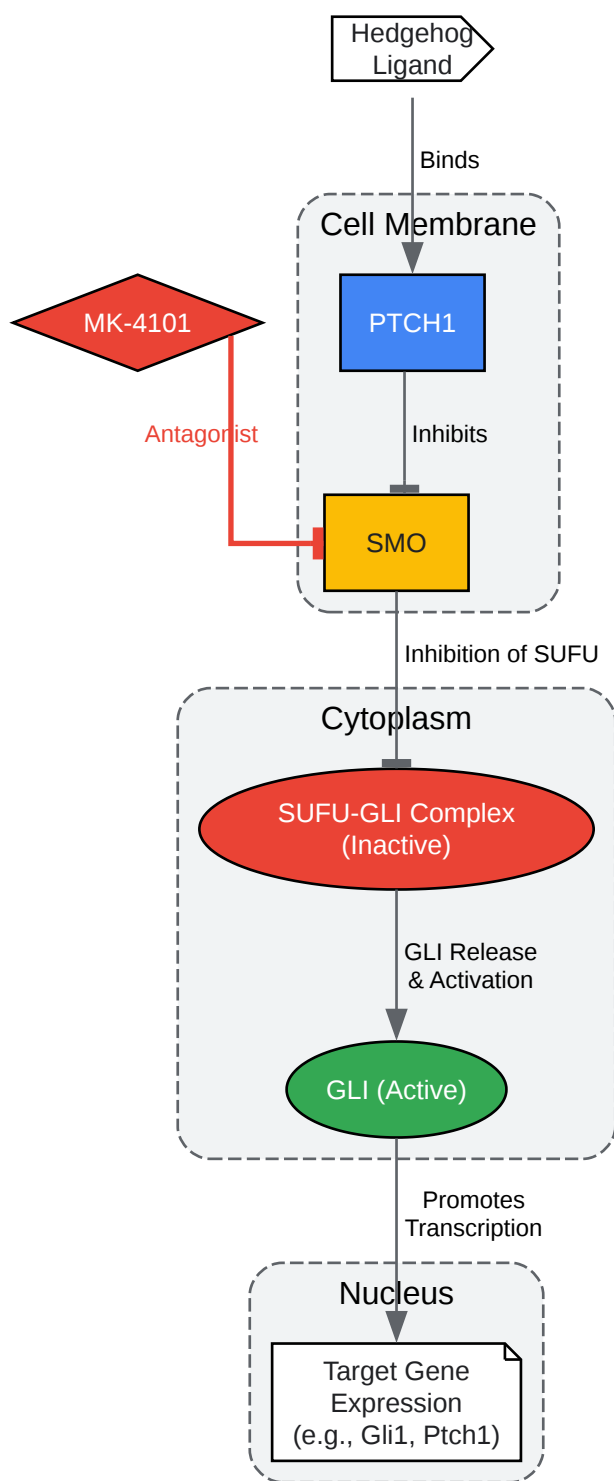 Hedgehog
Ligand
Binds
Cell Membrane
MK-4101
PTCH1
Antagonist
Inhibits
SMO
Inhibition of SUFU
Cytoplasm
SUFU-GLI Complex
(Inactive)
GLI Release
& Activation
GLI (Active)
Promotes
Transcription
Nucleus
Target Gene
Expression
(e.g., Gli1, Ptch1)